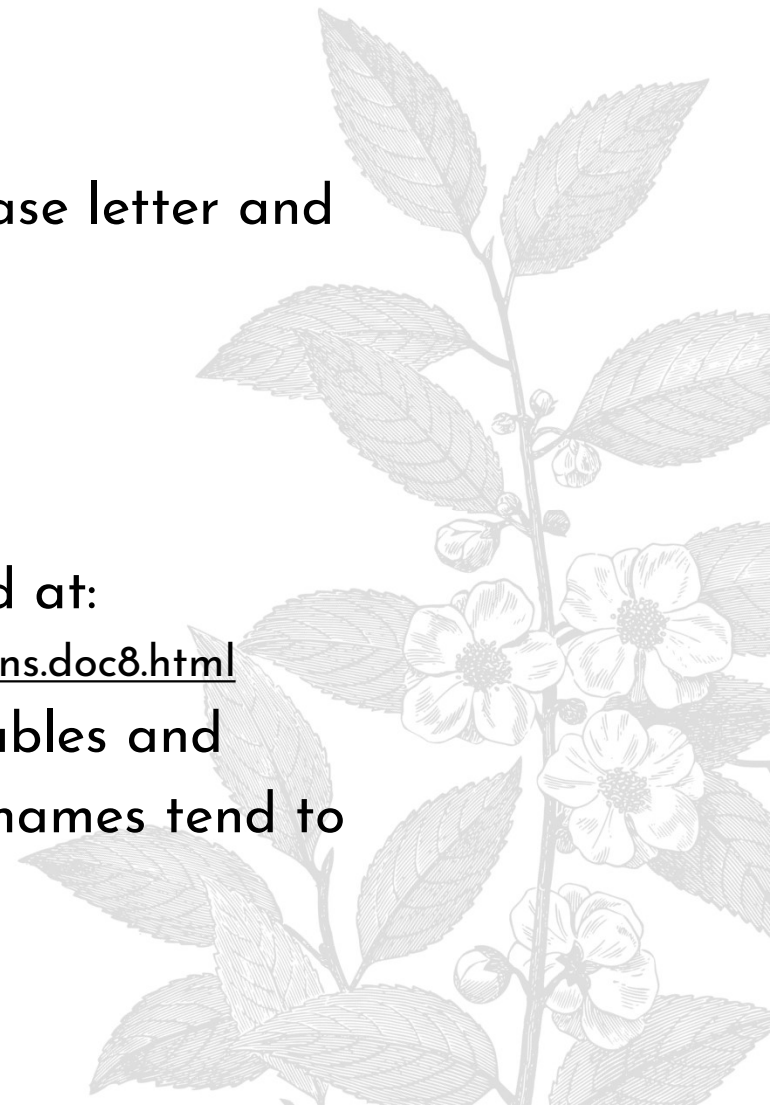 ase letter and
d at:
ns.doc8.html
ables and
names tend to